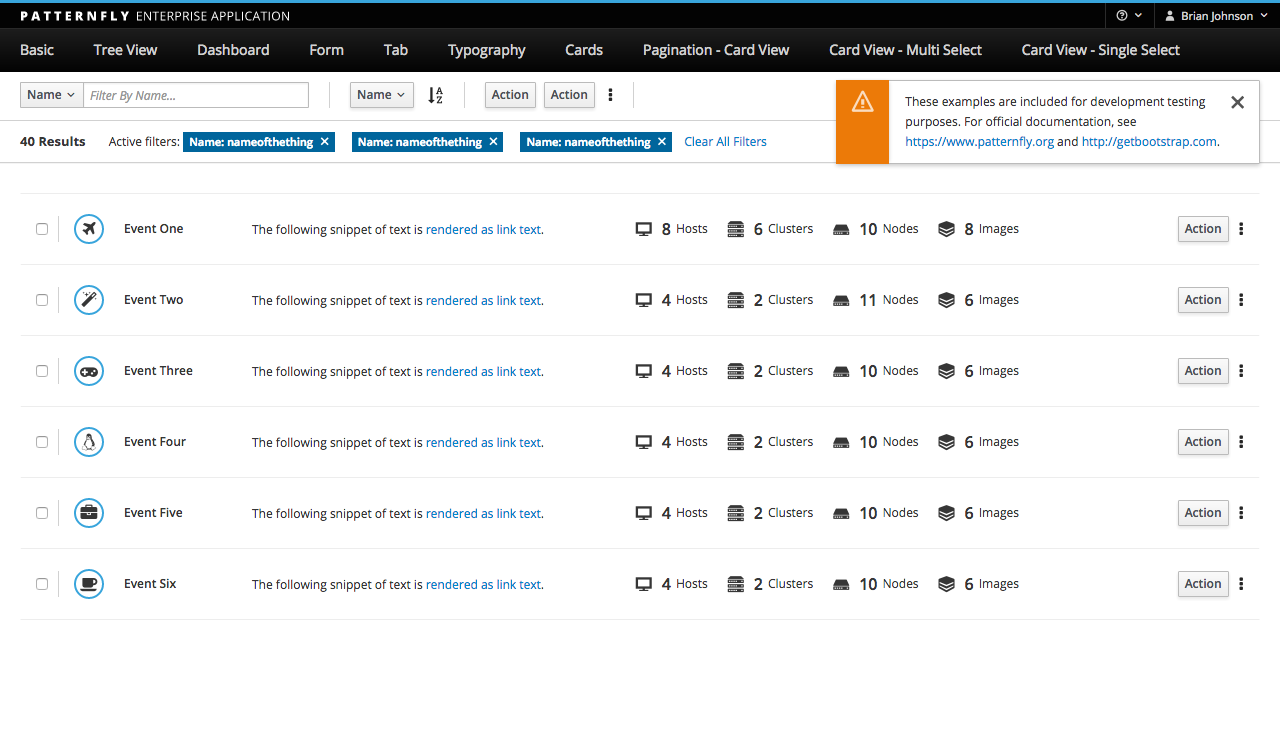 PATTERNFLY ENTERPRISE APPLICATION
Brian Johnson
Basic Tree View Dashboard Form Tab Typography Cards Pagination - Card View Card View - Multi Select Card View - Single Select
Name Filter By Name... Name Action Action
These examples are included for development testing
purposes. For official documentation, see
https://www.patternfly.org and http://getbootstrap.com.
40 Results Active filters: Name: nameofthething × Name: nameofthething × Name: nameofthething × Clear All Filters
Event One The following snippet of text is rendered as link text. 8 Hosts 6 Clusters 10 Nodes 8 Images Action
Event Two The following snippet of text is rendered as link text. 4 Hosts 2 Clusters 11 Nodes 6 Images Action
Event Three The following snippet of text is rendered as link text. 4 Hosts 2 Clusters 10 Nodes 6 Images Action
Event Four The following snippet of text is rendered as link text. 4 Hosts 2 Clusters 10 Nodes 6 Images Action
Event Five The following snippet of text is rendered as link text. 4 Hosts 2 Clusters 10 Nodes 6 Images Action
Event Six The following snippet of text is rendered as link text. 4 Hosts 2 Clusters 10 Nodes 6 Images Action